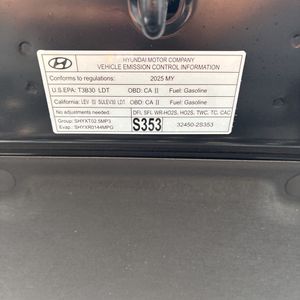 HYUNDAI MOTOR COMPANY
VEHICLE EMISSION CONTROL INFORMATION
Conforms to regulations: 2025 MY
U.S.EPA: T3B30 LDT OBD: CA II Fuel: Gasoline
California: LEV III SULEV30 LDT OBD: CA II Fuel: Gasoline
No adjustments needed. DFI, SFI, WR-HO2S, HO2S, TWC, TC, CAC
Group: SHYXT02.5MP3
Evap: SHYXR0144MPG
S353
32450-2S353